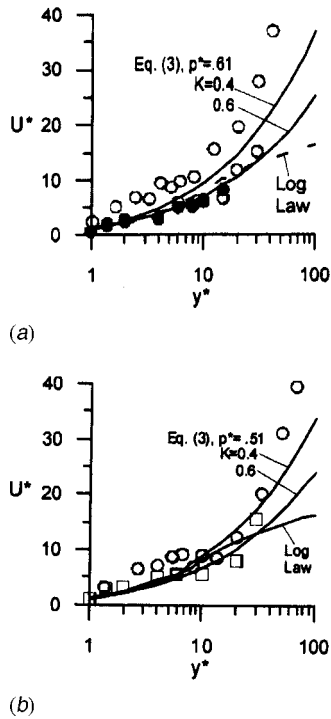 (a)
40
30
20
10
0
U*
Eq. (3), p*=.61
K=0.4
0.6
Log
Law
1
10
100
y*
(b)
40
30
20
10
0
U*
Eq. (3), p*=.51
K=0.4
0.6
Log
Law
1
10
100
y*